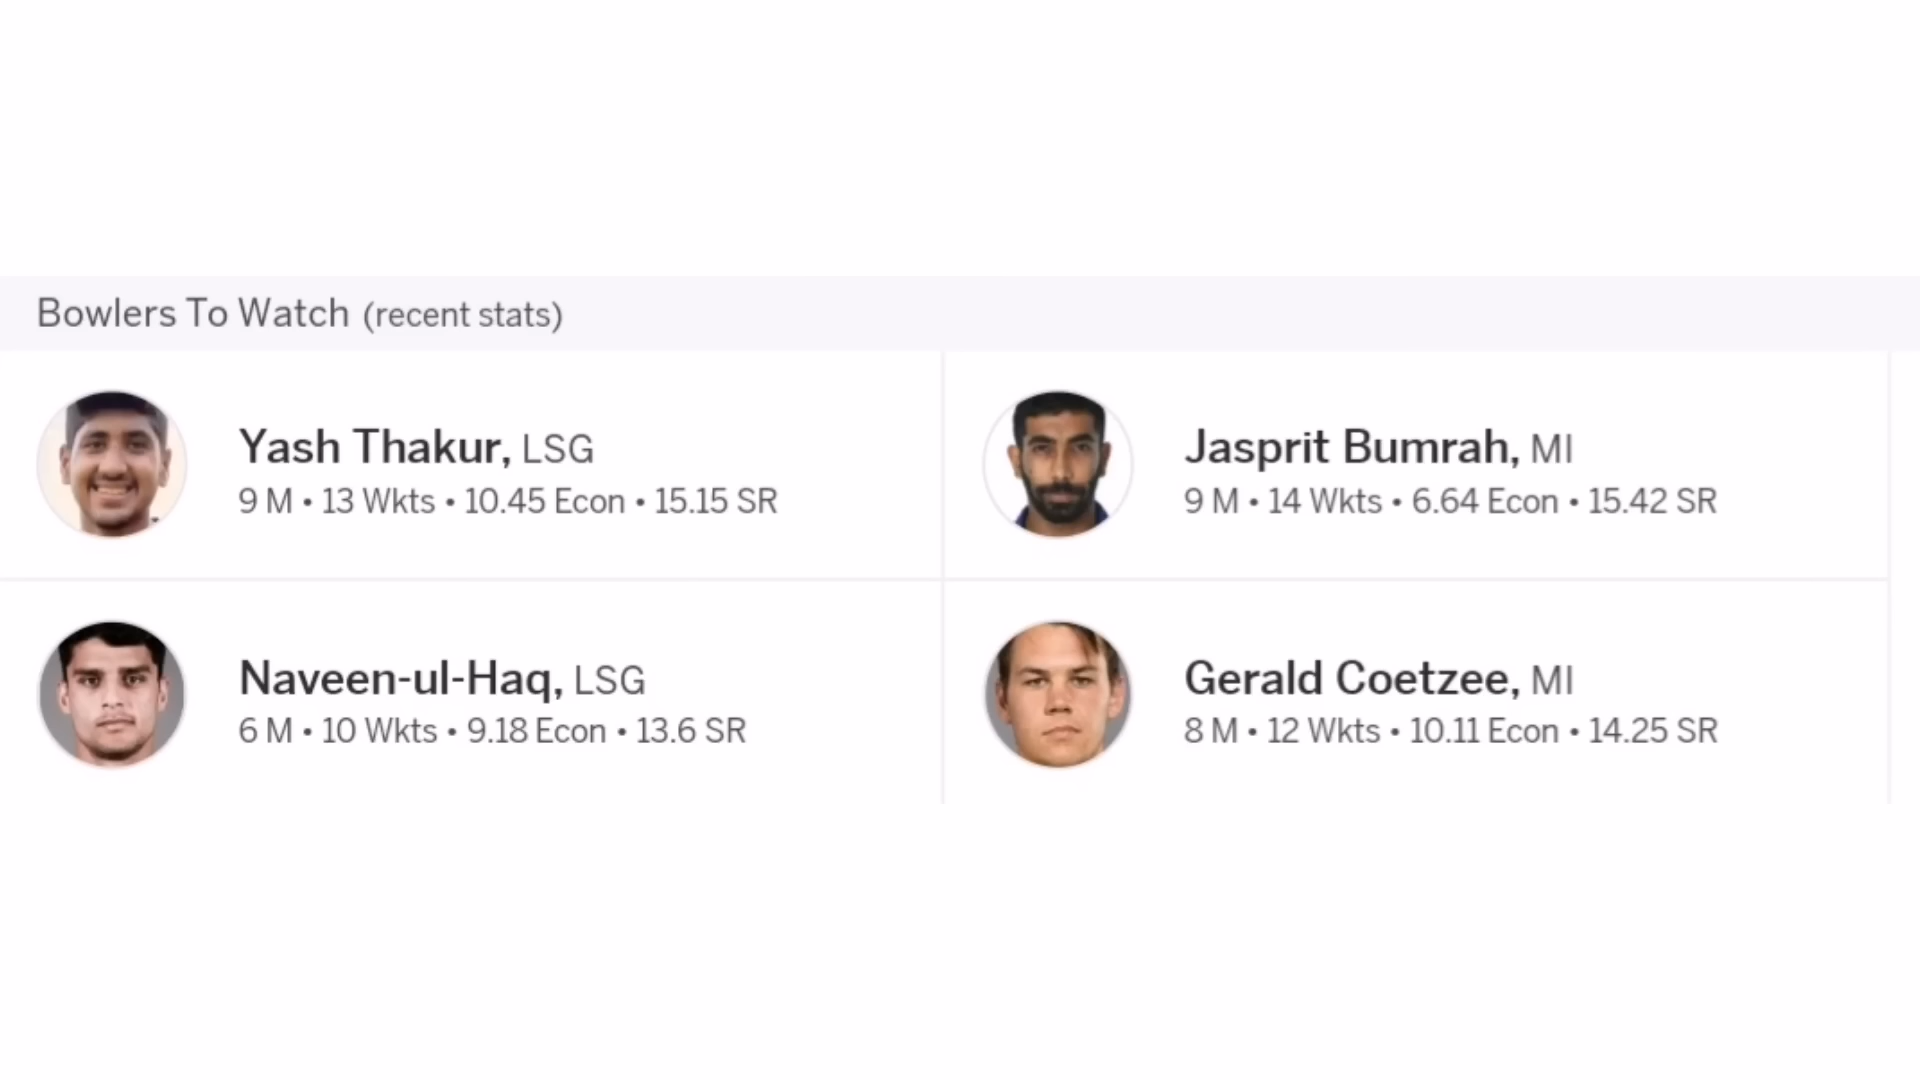 Bowlers To Watch (recent stats)
Yash Thakur, LSG
9 M • 13 Wkts • 10.45 Econ • 15.15 SR
Jasprit Bumrah, MI
9 M • 14 Wkts • 6.64 Econ • 15.42 SR
Naveen-ul-Haq, LSG
6 M • 10 Wkts • 9.18 Econ • 13.6 SR
Gerald Coetzee, MI
8 M • 12 Wkts • 10.11 Econ • 14.25 SR